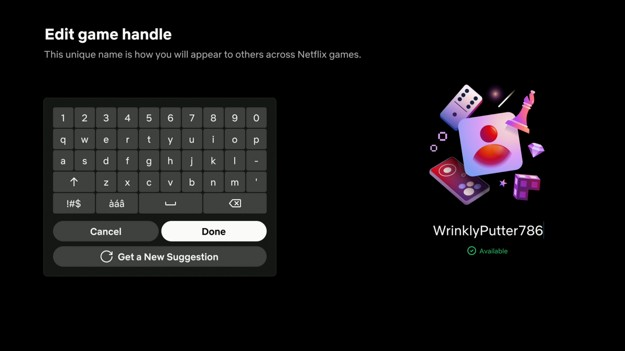 Edit game handle
This unique name is how you will appear to others across Netflix games.
1 2 3 4 5 6 7 8 9 0
q w e r t y u i o p
a s d f g h j k l -
z x c v b n m '
!#$ àáâ
Cancel Done
Get a New Suggestion
WrinklyPutter786
Available